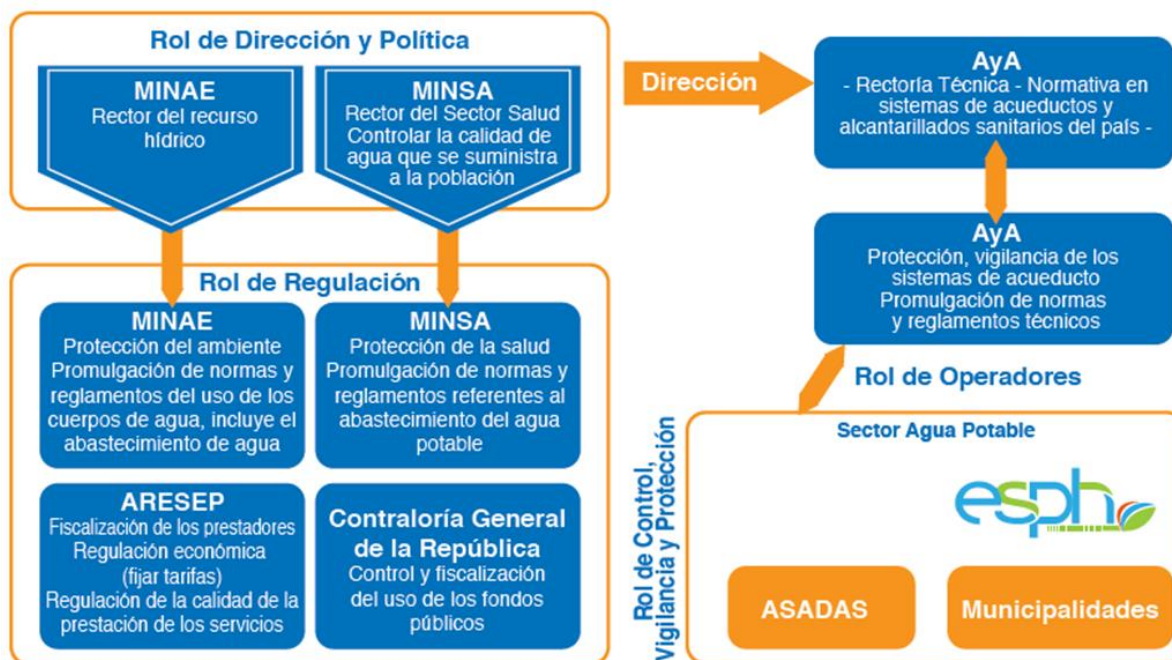 Rol de Dirección y Política
MINAE
Rector del recurso
hídrico
MINSA
Rector del Sector Salud
Controlar la calidad de
agua que se suministra
a la población
Dirección
AyA
- Rectoría Técnica - Normativa en
sistemas de acueductos y
alcantarillados sanitarios del país -
AyA
Protección, vigilancia de los
sistemas de acueducto
Promulgación de normas
y reglamentos técnicos
Rol de Regulación
MINAE
Protección del ambiente
Promulgación de normas y
reglamentos del uso de los
cuerpos de agua, incluye el
abastecimiento de agua
MINSA
Protección de la salud
Promulgación de normas y
reglamentos referentes al
abastecimiento del agua
potable
ARESEP
Fiscalización de los prestadores
Regulación económica
(fijar tarifas)
Regulación de la calidad de la
prestación de los servicios
Contraloría General
de la República
Control y fiscalización
del uso de los fondos
públicos
Rol de Operadores
Rol de Control,
Vigilancia y Protección
Sector Agua Potable
esph
ASADAS
Municipalidades